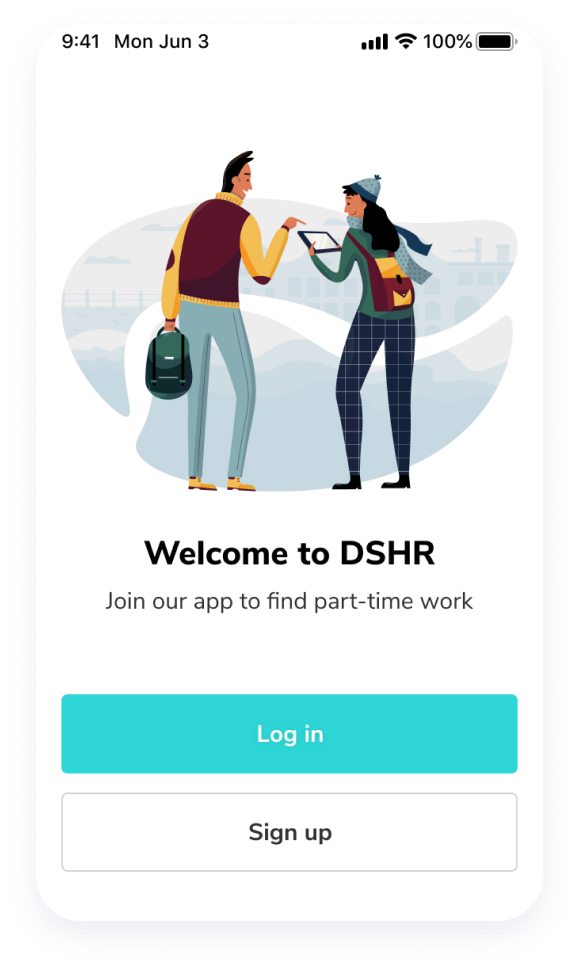 9:41 Mon Jun 3 100%
Welcome to DSHR
Join our app to find part-time work
Log in
Sign up